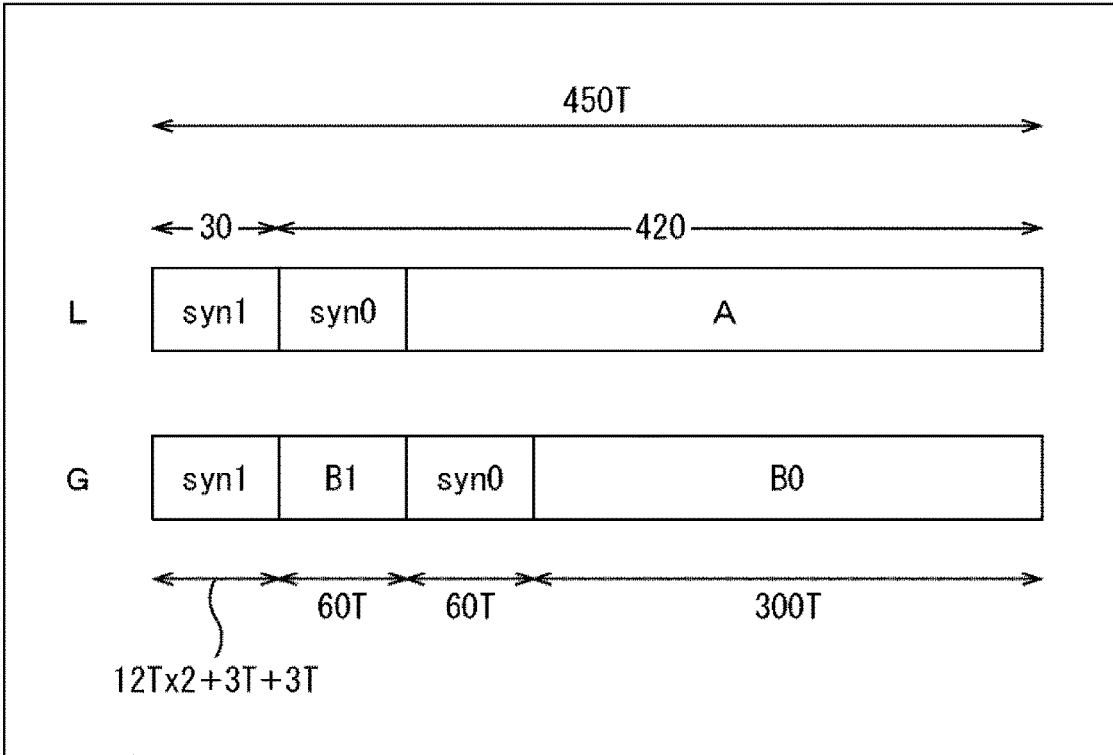 450T
30 420
L syn1 syn0 A
G syn1 B1 syn0 B0
60T 60T 300T
12Tx2+3T+3T